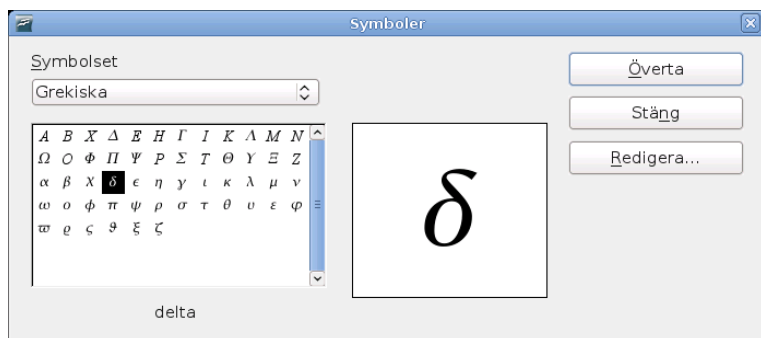 Symboler
Symbolset
Grekiska
Α Β Χ Δ Ε Η Γ Ι Κ Λ Μ Ν
Ω Ο Φ Π Ψ Ρ Σ Τ Θ Υ Ξ Ζ
α β χ δ ϵ η γ ι κ λ μ ν
ω ο ϕ π ψ ρ σ τ θ υ ε φ
ϖ ϱ ς ϑ ξ ζ
delta
δ
Överta
Stäng
Redigera...